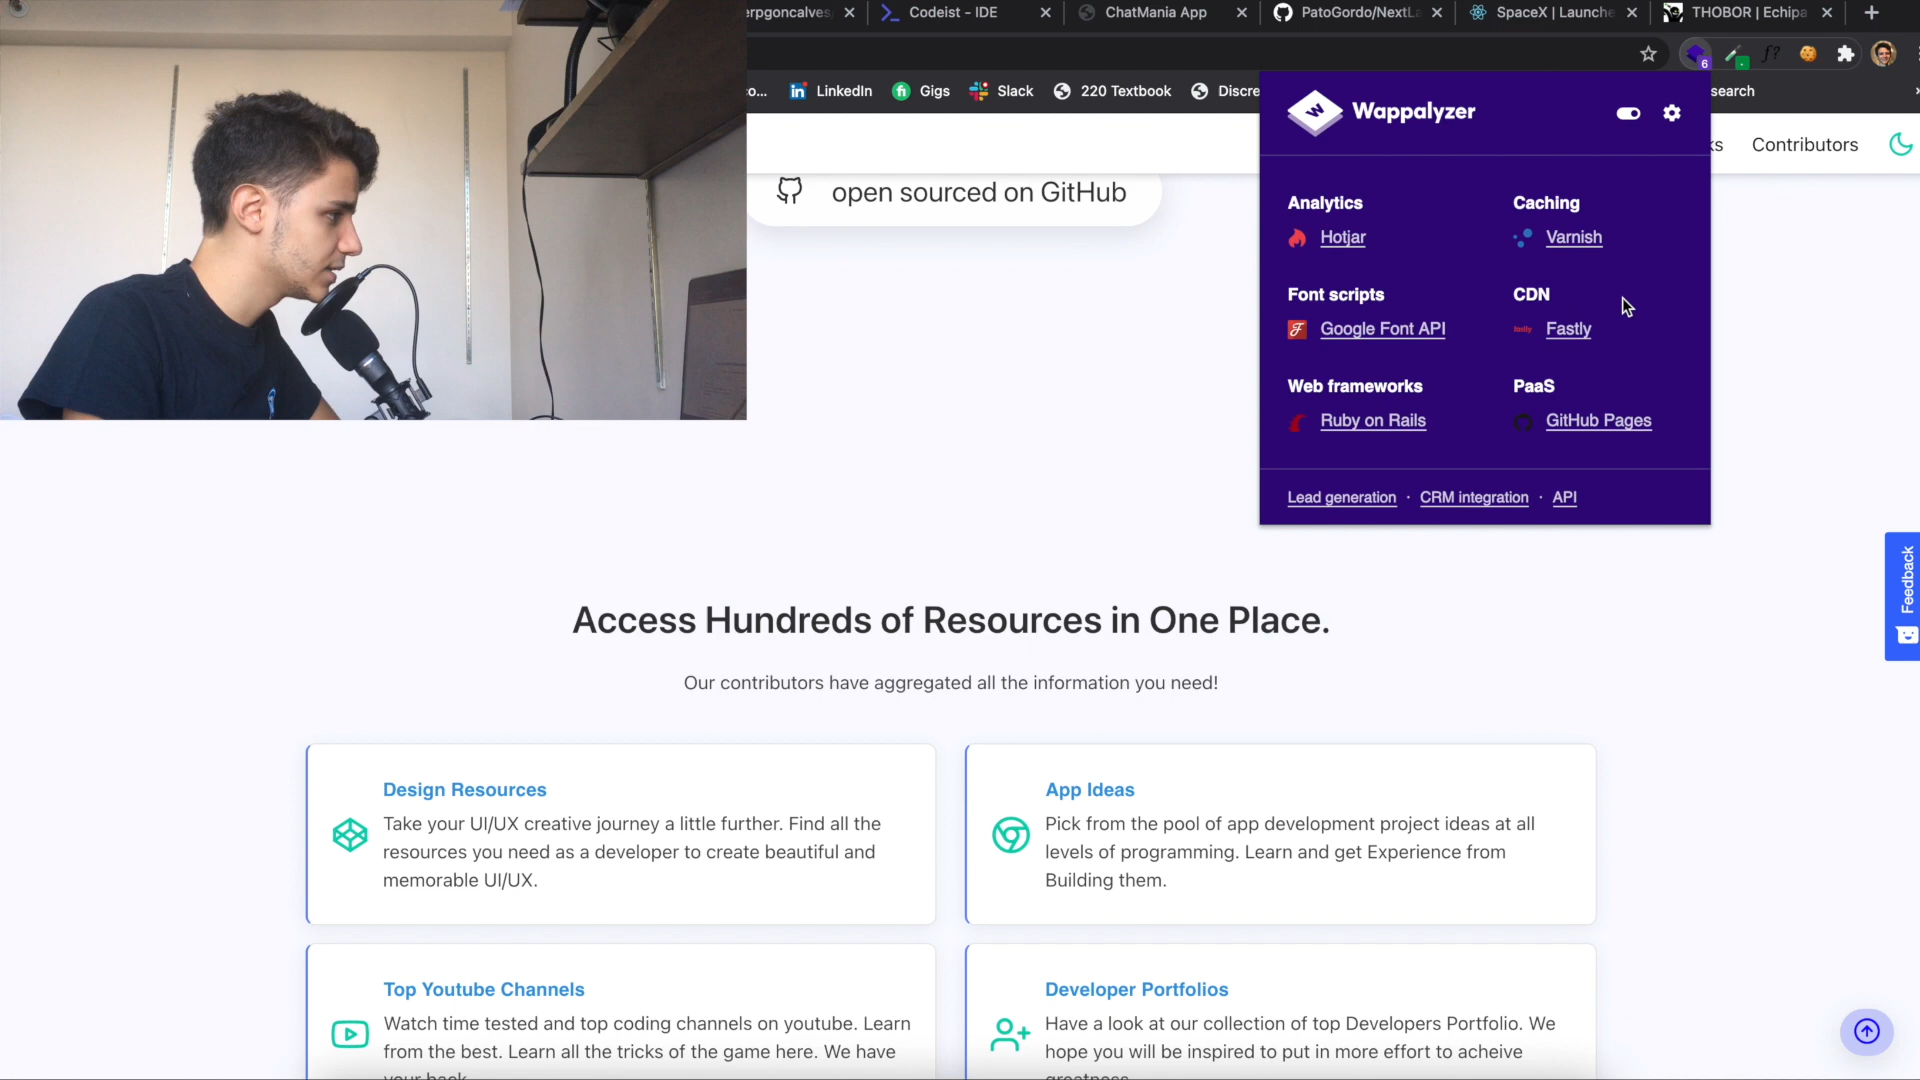 erpgoncalves
Codeist - IDE
ChatMania App
PatoGordo/NextLa
SpaceX | Launche
THOBOR | Echipa
6
f?
LinkedIn
Gigs
Slack
220 Textbook
Discre
search
W
Wappalyzer
Contributors
open sourced on GitHub
Analytics
Hotjar
Caching
Varnish
Font scripts
Google Font API
CDN
fastly
Fastly
Web frameworks
Ruby on Rails
PaaS
GitHub Pages
Lead generation · CRM integration · API
Feedback
Access Hundreds of Resources in One Place.
Our contributors have aggregated all the information you need!
Design Resources
Take your UI/UX creative journey a little further. Find all the
resources you need as a developer to create beautiful and
memorable UI/UX.
App Ideas
Pick from the pool of app development project ideas at all
levels of programming. Learn and get Experience from
Building them.
Top Youtube Channels
Watch time tested and top coding channels on youtube. Learn
from the best. Learn all the tricks of the game here. We have
your back
Developer Portfolios
Have a look at our collection of top Developers Portfolio. We
hope you will be inspired to put in more effort to acheive
greatness